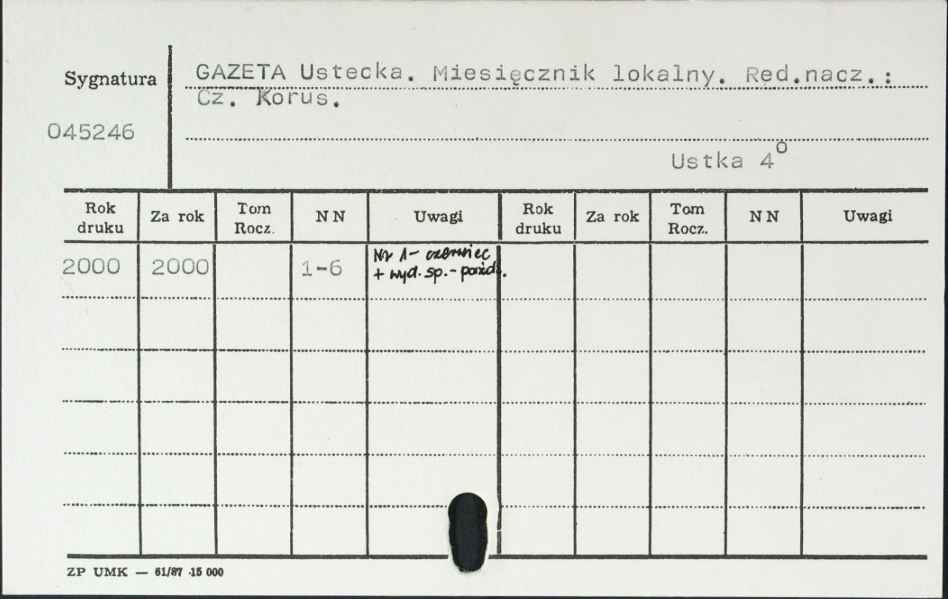 Sygnatura
GAZETA Ustecka. Miesięcznik lokalny. Red.nacz.:
Cz. Korus.
045246
Ustka 4°
Rok druku Za rok Tom Rocz. NN Uwagi Rok druku Za rok Tom Rocz. NN Uwagi
2000 2000 1-6 Nr 1- czerwiec
+ wyd. sp. - paźdz.
ZP UMK — 61/87 15 000